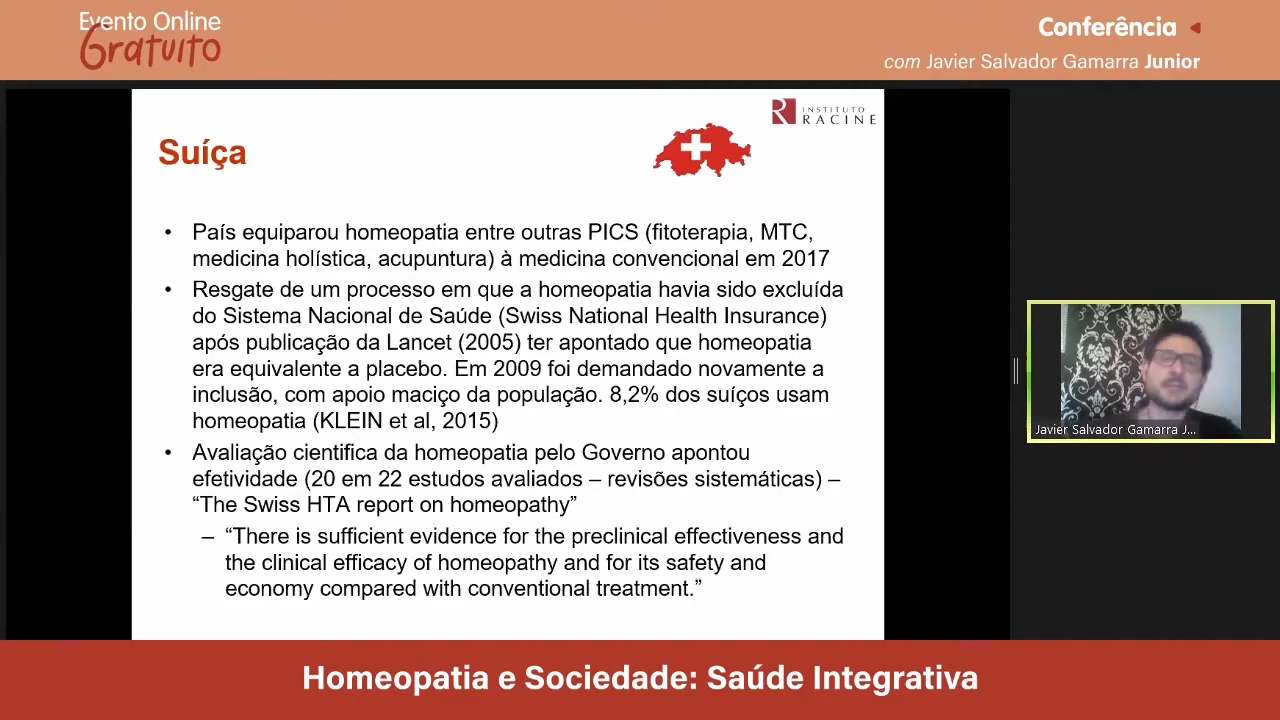 Evento Online
Gratuito
Conferência
com Javier Salvador Gamarra Junior
INSTITUTO
RACINE
Suíça
• País equiparou homeopatia entre outras PICS (fitoterapia, MTC,
medicina holística, acupuntura) à medicina convencional em 2017
• Resgate de um processo em que a homeopatia havia sido excluída
do Sistema Nacional de Saúde (Swiss National Health Insurance)
após publicação da Lancet (2005) ter apontado que homeopatia
era equivalente a placebo. Em 2009 foi demandado novamente a
inclusão, com apoio maciço da população. 8,2% dos suíços usam
homeopatia (KLEIN et al, 2015)
• Avaliação cientifica da homeopatia pelo Governo apontou
efetividade (20 em 22 estudos avaliados – revisões sistemáticas) –
“The Swiss HTA report on homeopathy”
– “There is sufficient evidence for the preclinical effectiveness and
the clinical efficacy of homeopathy and for its safety and
economy compared with conventional treatment.”
Javier Salvador Gamarra J...
Homeopatia e Sociedade: Saúde Integrativa